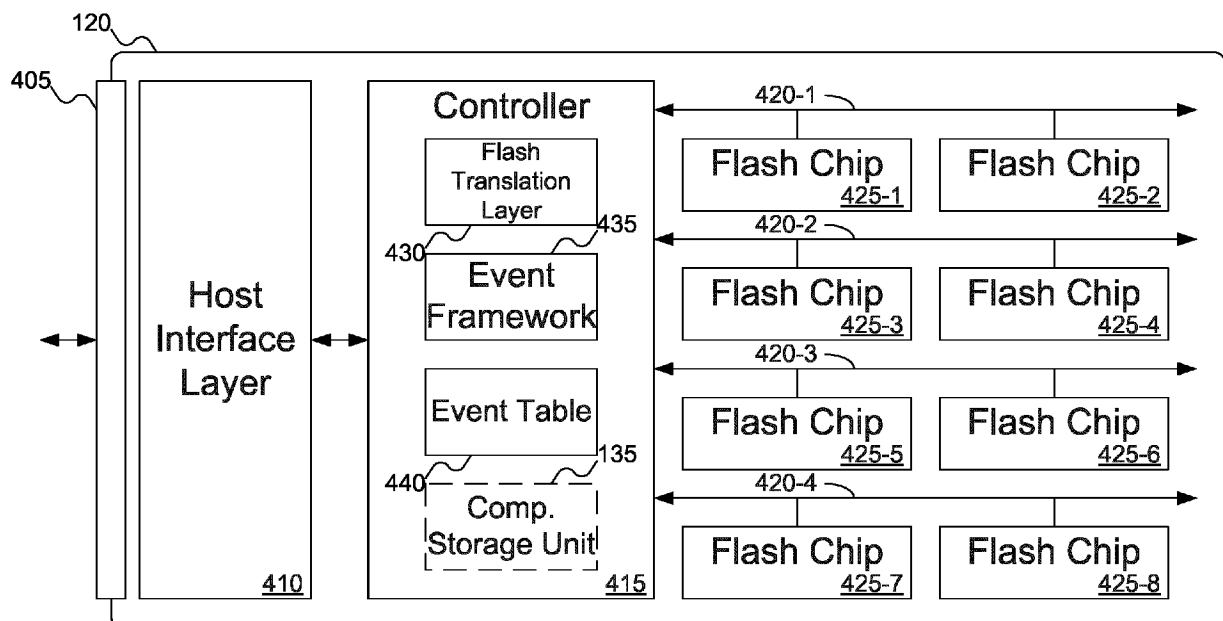 120
405
Host
Interface
Layer
410
Controller
Flash
Translation
Layer
430
435
Event
Framework
Event Table
440
135
Comp.
Storage Unit
415
420-1
Flash Chip
425-1
Flash Chip
425-2
420-2
Flash Chip
425-3
Flash Chip
425-4
420-3
Flash Chip
425-5
Flash Chip
425-6
420-4
Flash Chip
425-7
Flash Chip
425-8